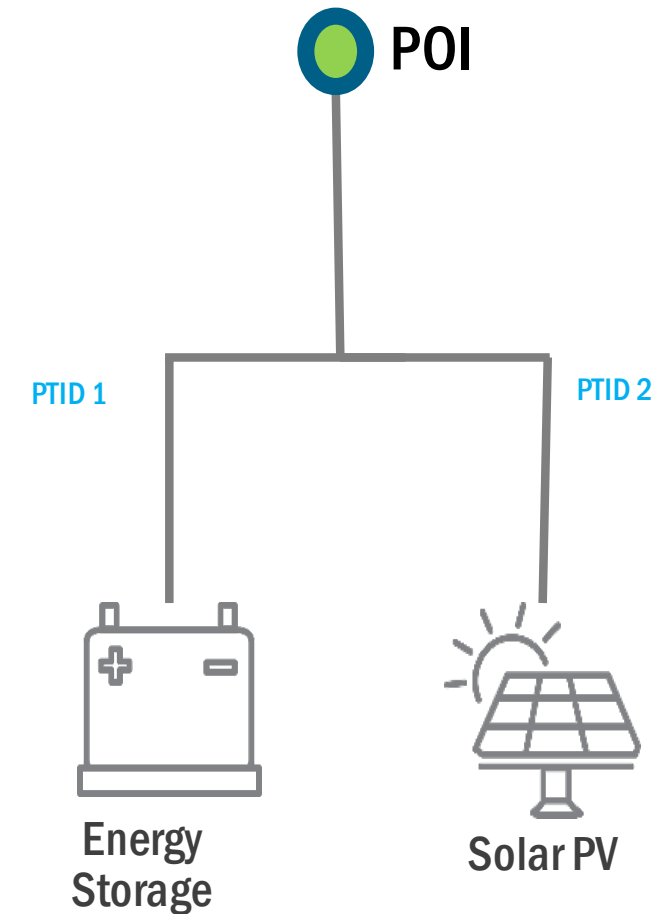 POI
PTID 1
PTID 2
Energy
Storage
Solar PV